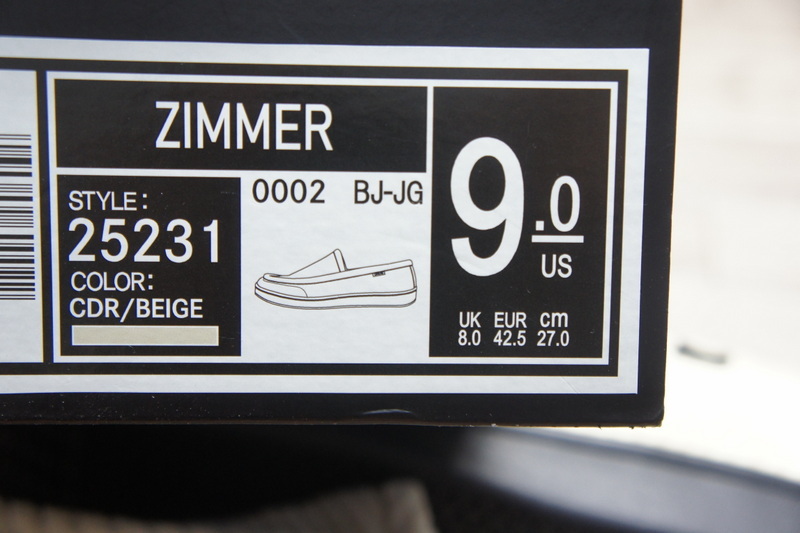 ZIMMER
STYLE:
25231
COLOR:
CDR/BEIGE
0002 BJ-JG
9.0
US
UK EUR cm
8.0 42.5 27.0